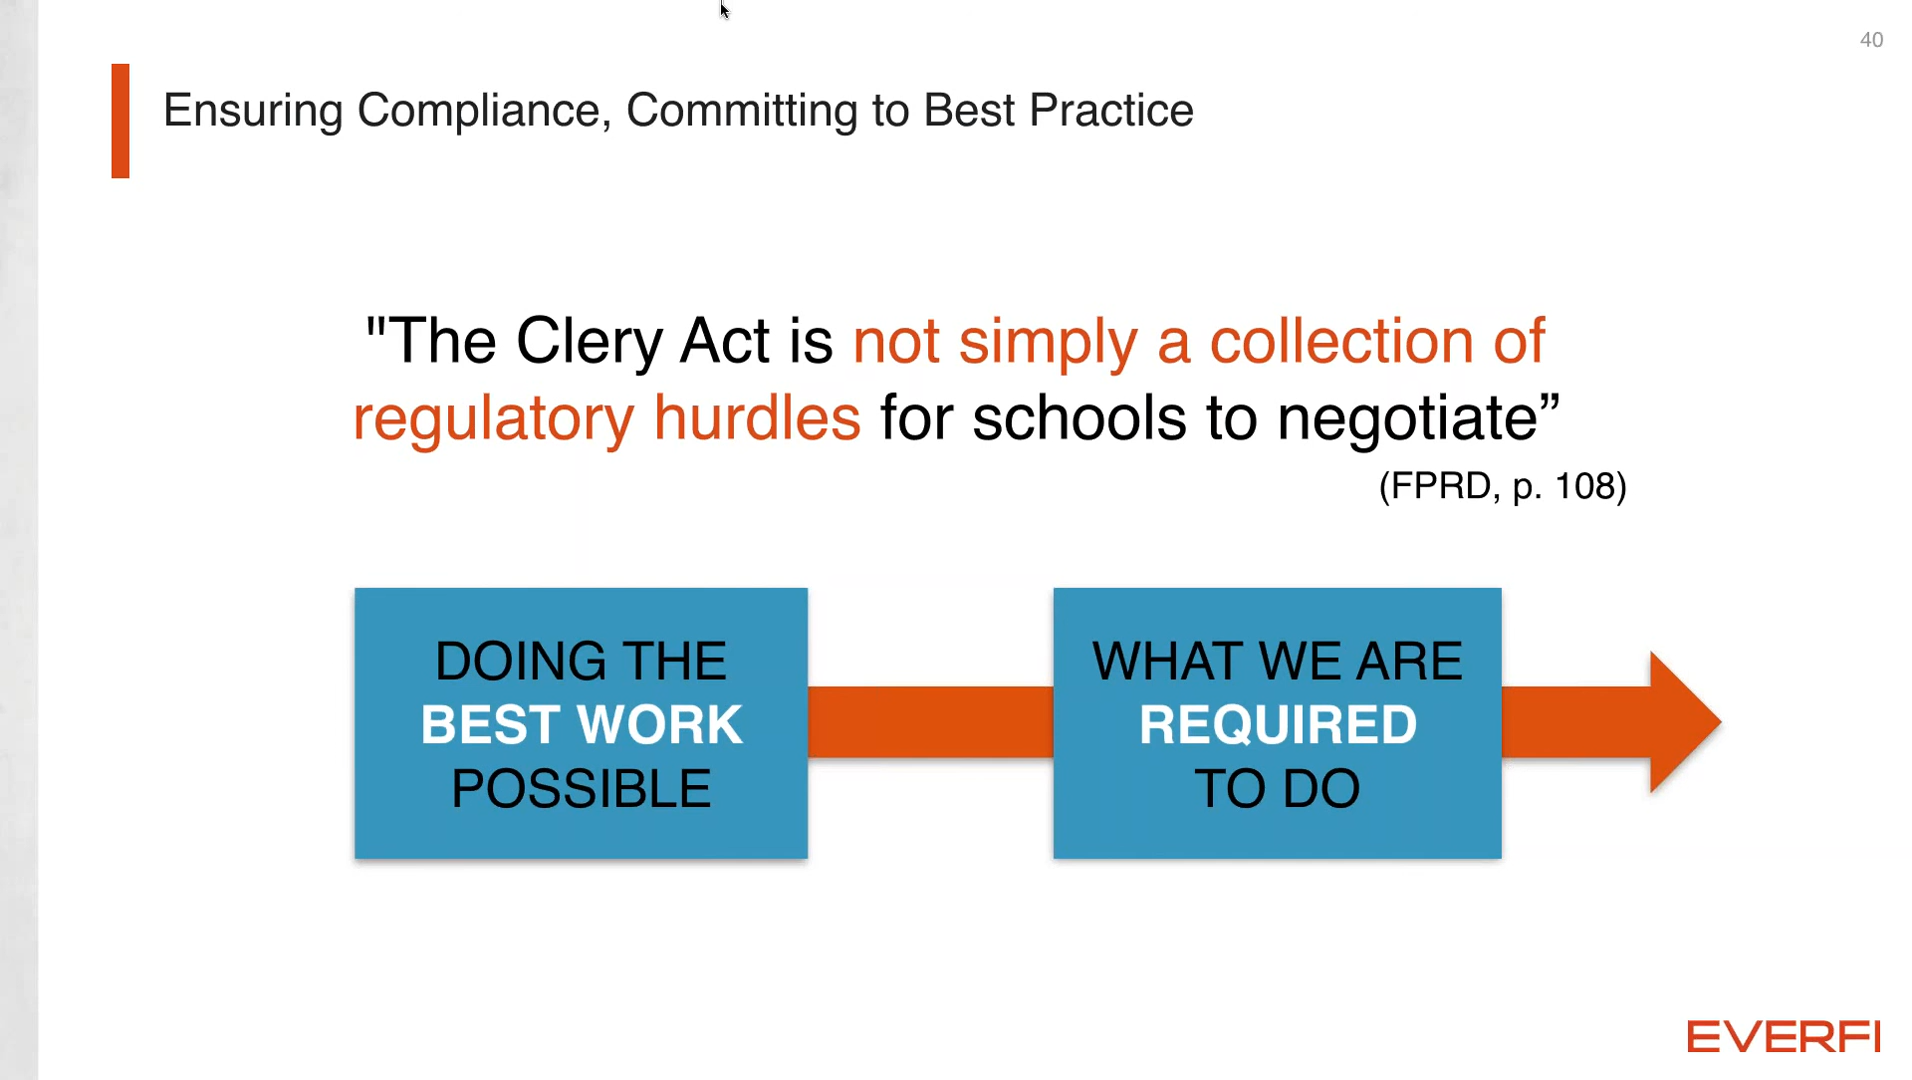 40
Ensuring Compliance, Committing to Best Practice
"The Clery Act is not simply a collection of
regulatory hurdles for schools to negotiate”
(FPRD, p. 108)
DOING THE
BEST WORK
POSSIBLE
WHAT WE ARE
REQUIRED
TO DO
EVERFI